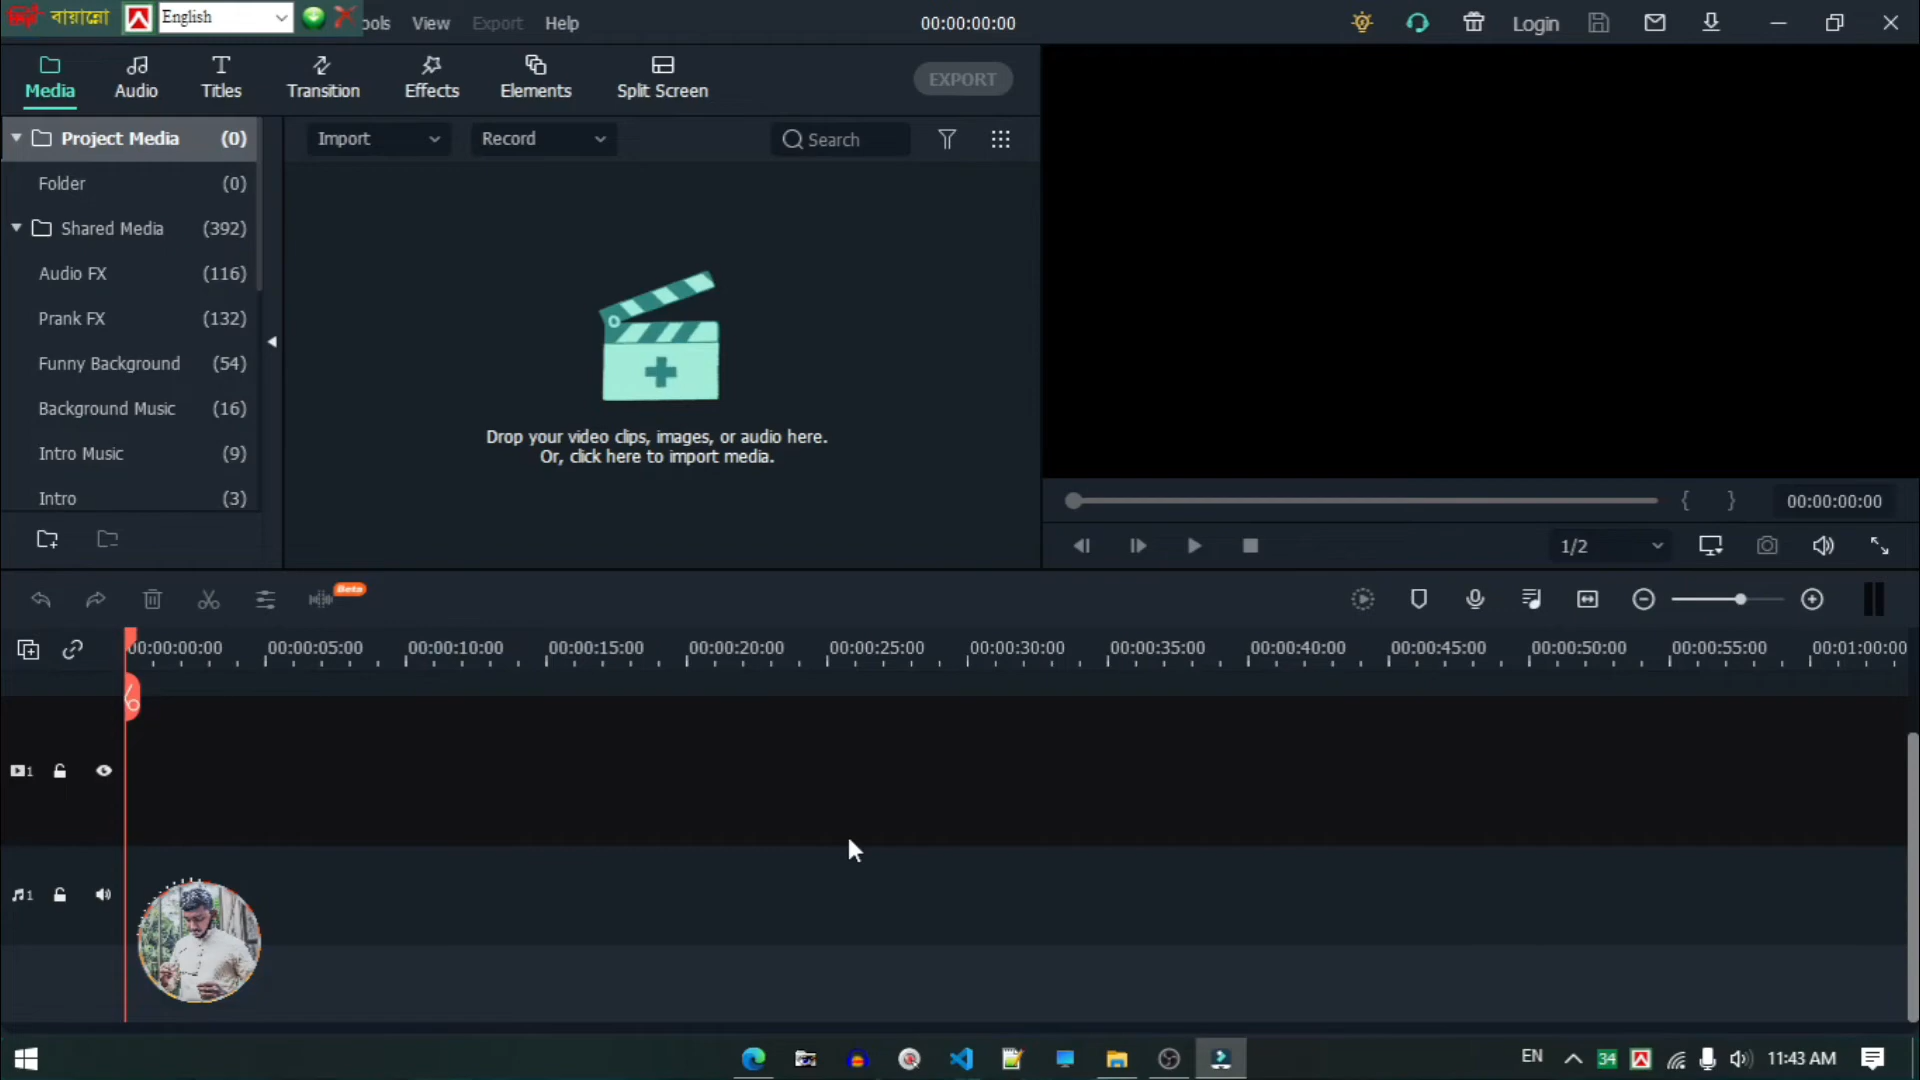 বায়ান্নো
English
ools
View
Export
Help
00:00:00:00
Login
Media
Audio
Titles
Transition
Effects
Elements
Split Screen
EXPORT
Project Media (0)
Folder (0)
Shared Media (392)
Audio FX (116)
Prank FX (132)
Funny Background (54)
Background Music (16)
Intro Music (9)
Intro (3)
Import
Record
Search
Drop your video clips, images, or audio here.
Or, click here to import media.
{ } 00:00:00:00
1/2
Beta
00:00:00:00 00:00:05:00 00:00:10:00 00:00:15:00 00:00:20:00 00:00:25:00 00:00:30:00 00:00:35:00 00:00:40:00 00:00:45:00 00:00:50:00 00:00:55:00 00:01:00:00
1
1
EN
34
11:43 AM